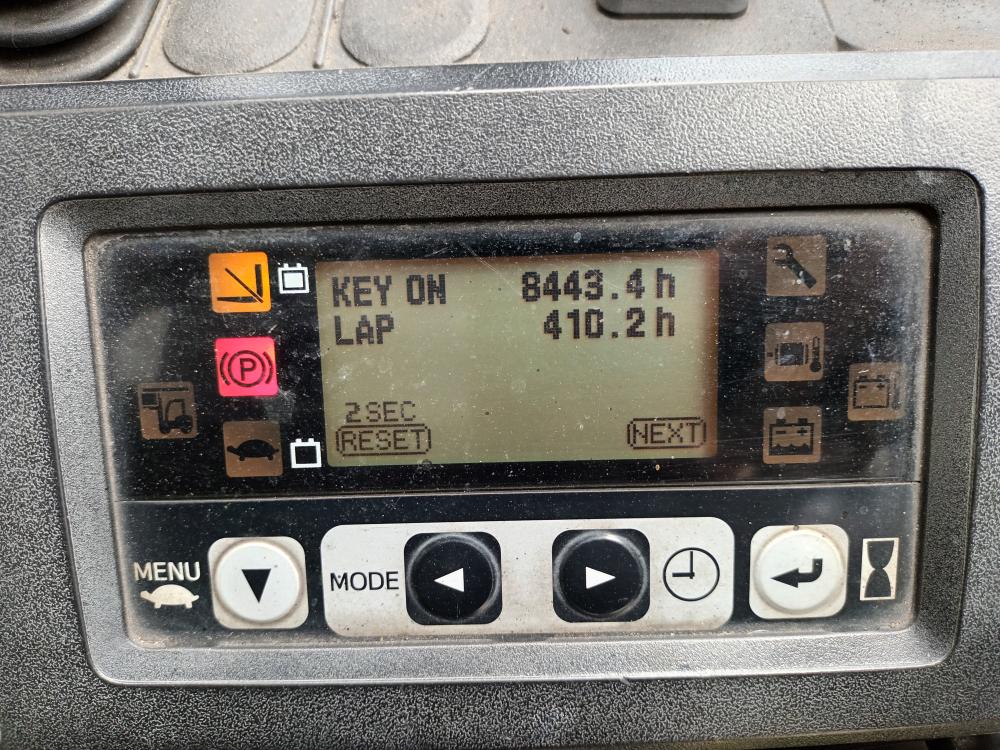 KEY ON 8443.4 h
LAP 410.2 h
P
2 SEC
RESET NEXT
MENU
MODE